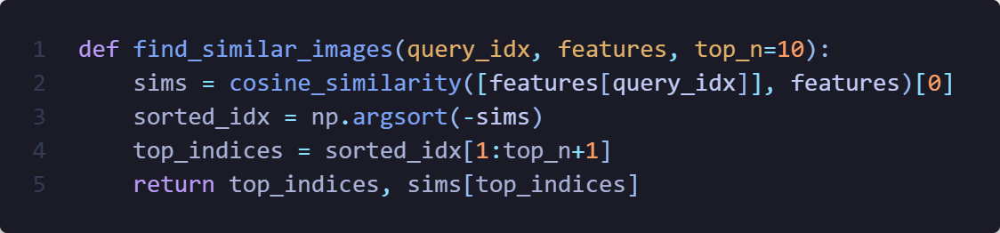 1 def find_similar_images(query_idx, features, top_n=10):
2     sims = cosine_similarity([features[query_idx]], features)[0]
3     sorted_idx = np.argsort(-sims)
4     top_indices = sorted_idx[1:top_n+1]
5     return top_indices, sims[top_indices]